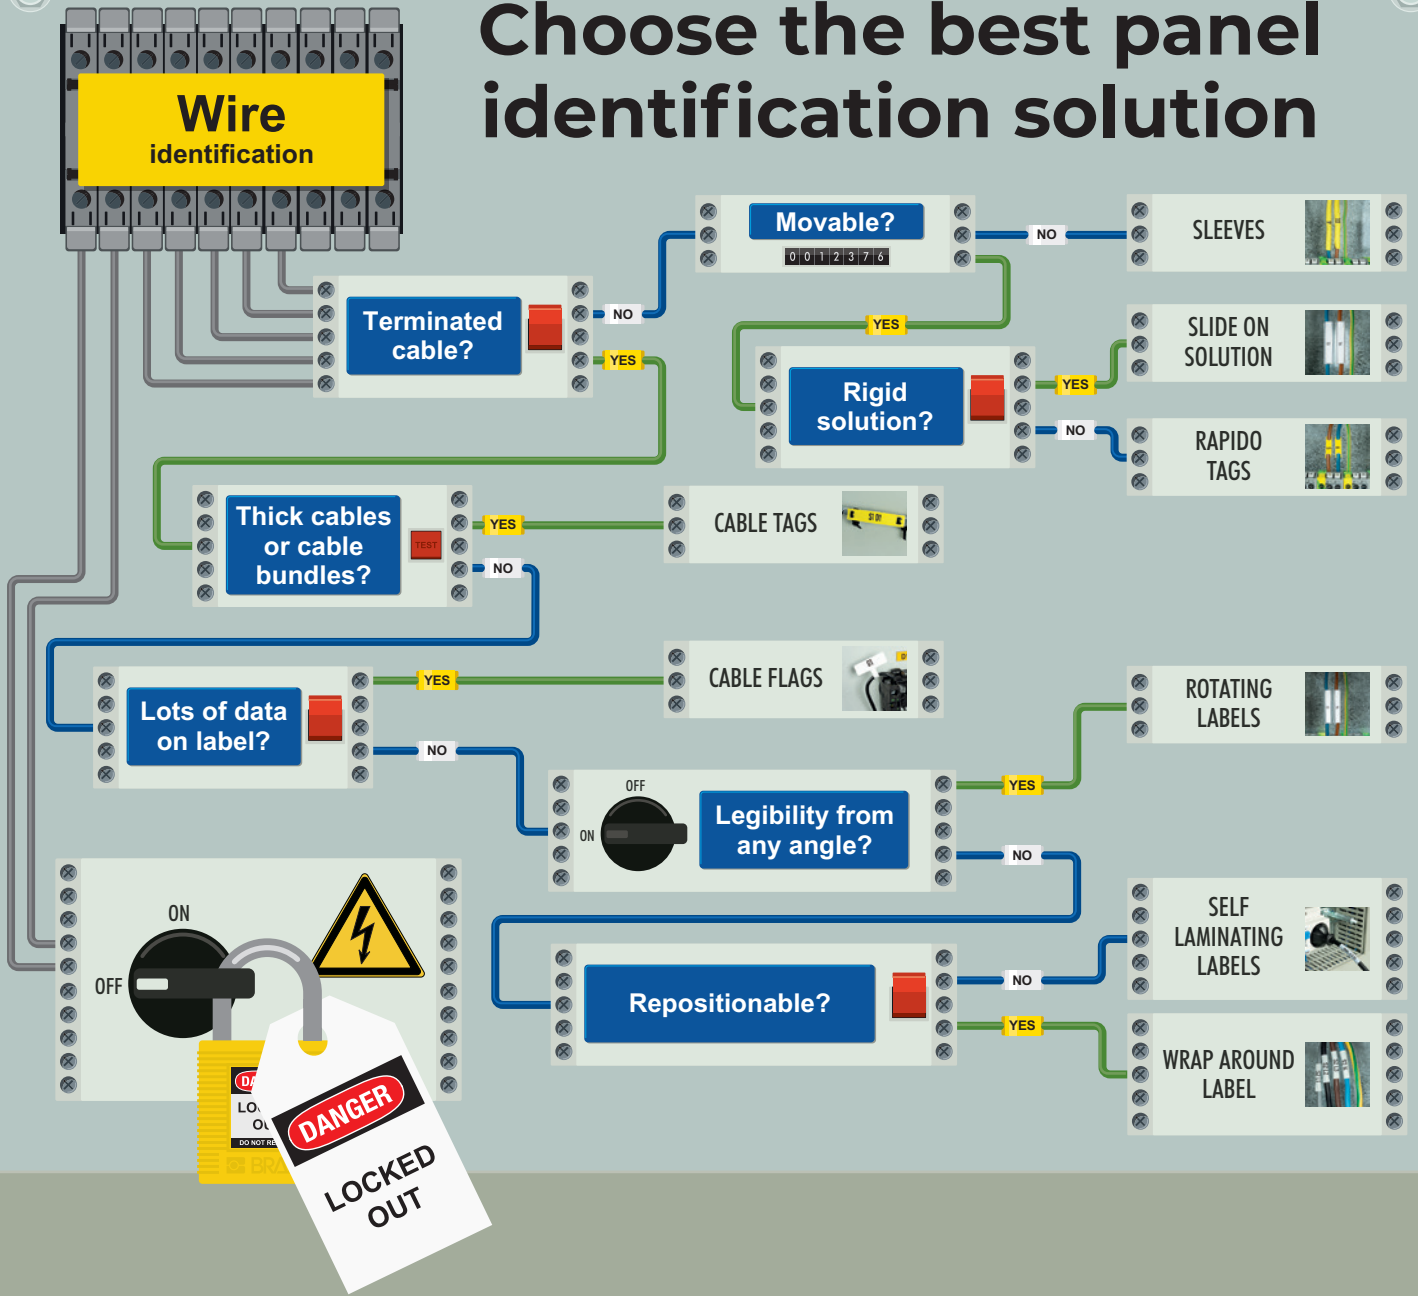 Choose the best panel
identification solution
Wire
identification
Terminated
cable?
NO
YES
Movable?
0 0 1 2 3 7 6
NO
YES
SLEEVES
Rigid
solution?
YES
NO
SLIDE ON
SOLUTION
RAPIDO
TAGS
Thick cables
or cable
bundles?
TEST
YES
NO
CABLE TAGS
Lots of data
on label?
YES
NO
CABLE FLAGS
OFF
ON
Legibility from
any angle?
YES
NO
ROTATING
LABELS
Repositionable?
NO
YES
SELF
LAMINATING
LABELS
WRAP AROUND
LABEL
ON
OFF
DANGER
LOCKED
OUT
DO NOT